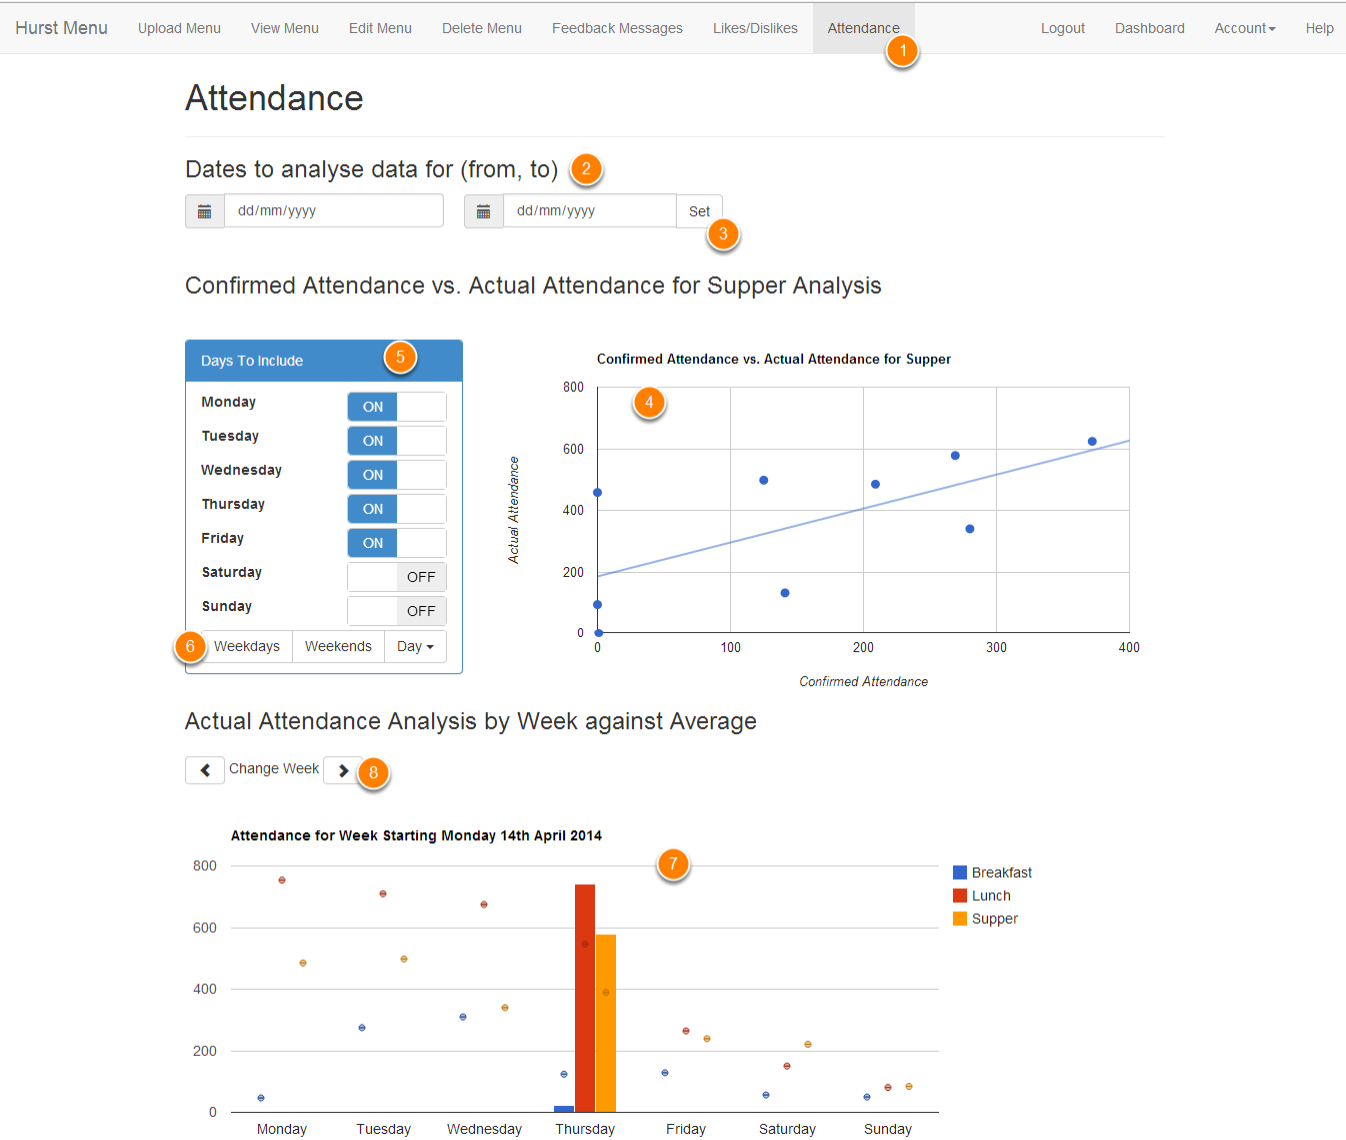 Hurst Menu Upload Menu View Menu Edit Menu Delete Menu Feedback Messages Likes/Dislikes Attendance Logout Dashboard Account Help
1
Attendance
Dates to analyse data for (from, to) 2
dd/mm/yyyy dd/mm/yyyy Set
3
Confirmed Attendance vs. Actual Attendance for Supper Analysis
Days To Include 5
Monday ON
Tuesday ON
Wednesday ON
Thursday ON
Friday ON
Saturday OFF
Sunday OFF
6 Weekdays Weekends Day
Confirmed Attendance vs. Actual Attendance for Supper
4
800
600
400
200
0
Actual Attendance
0 100 200 300 400
Confirmed Attendance
Actual Attendance Analysis by Week against Average
Change Week 8
Attendance for Week Starting Monday 14th April 2014
7
800
600
400
200
0
Breakfast
Lunch
Supper
Monday Tuesday Wednesday Thursday Friday Saturday Sunday